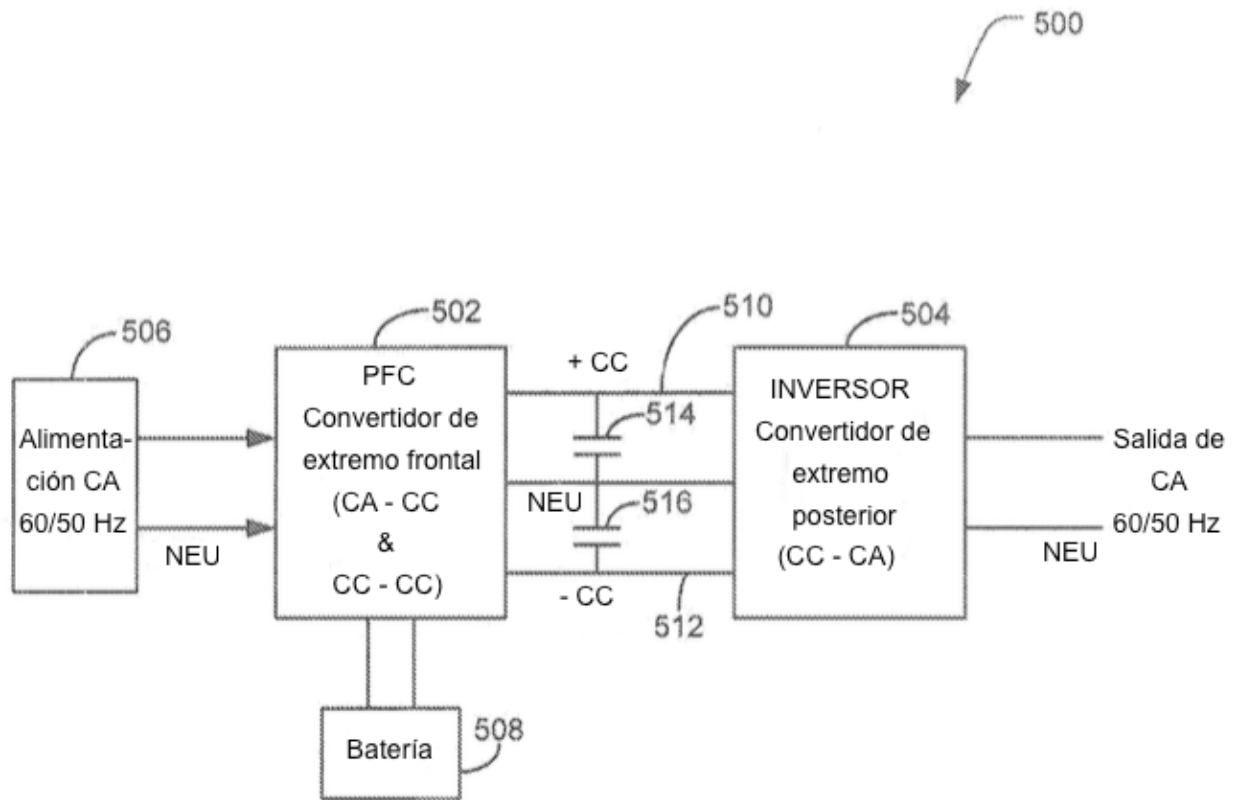 500
506
502
510
504
Alimenta-
ción CA
60/50 Hz
NEU
PFC
Convertidor de
extremo frontal
(CA - CC
&
CC - CC)
+ CC
514
NEU
516
- CC
512
INVERSOR
Convertidor de
extremo
posterior
(CC - CA)
Salida de
CA
60/50 Hz
NEU
Batería
508